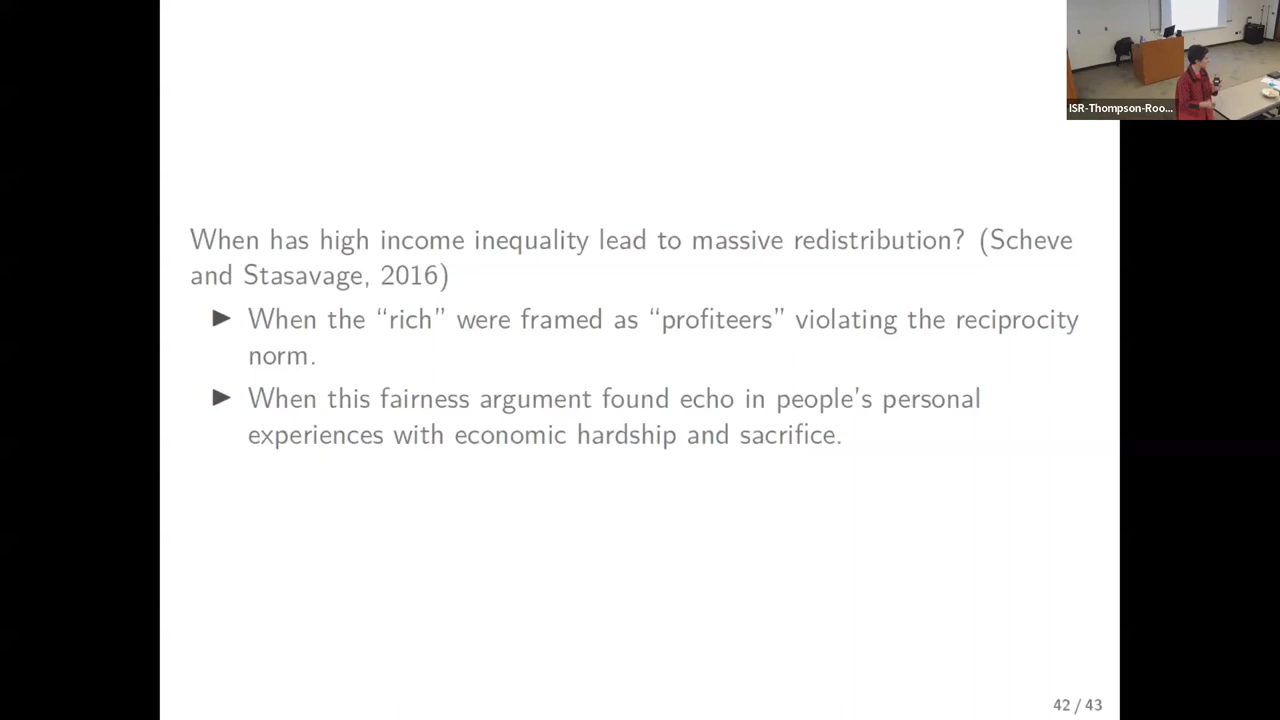 ISR-Thompson-Roo...
When has high income inequality lead to massive redistribution? (Scheve
and Stasavage, 2016)
▶ When the “rich” were framed as “profiteers” violating the reciprocity
norm.
▶ When this fairness argument found echo in people’s personal
experiences with economic hardship and sacrifice.
42 / 43